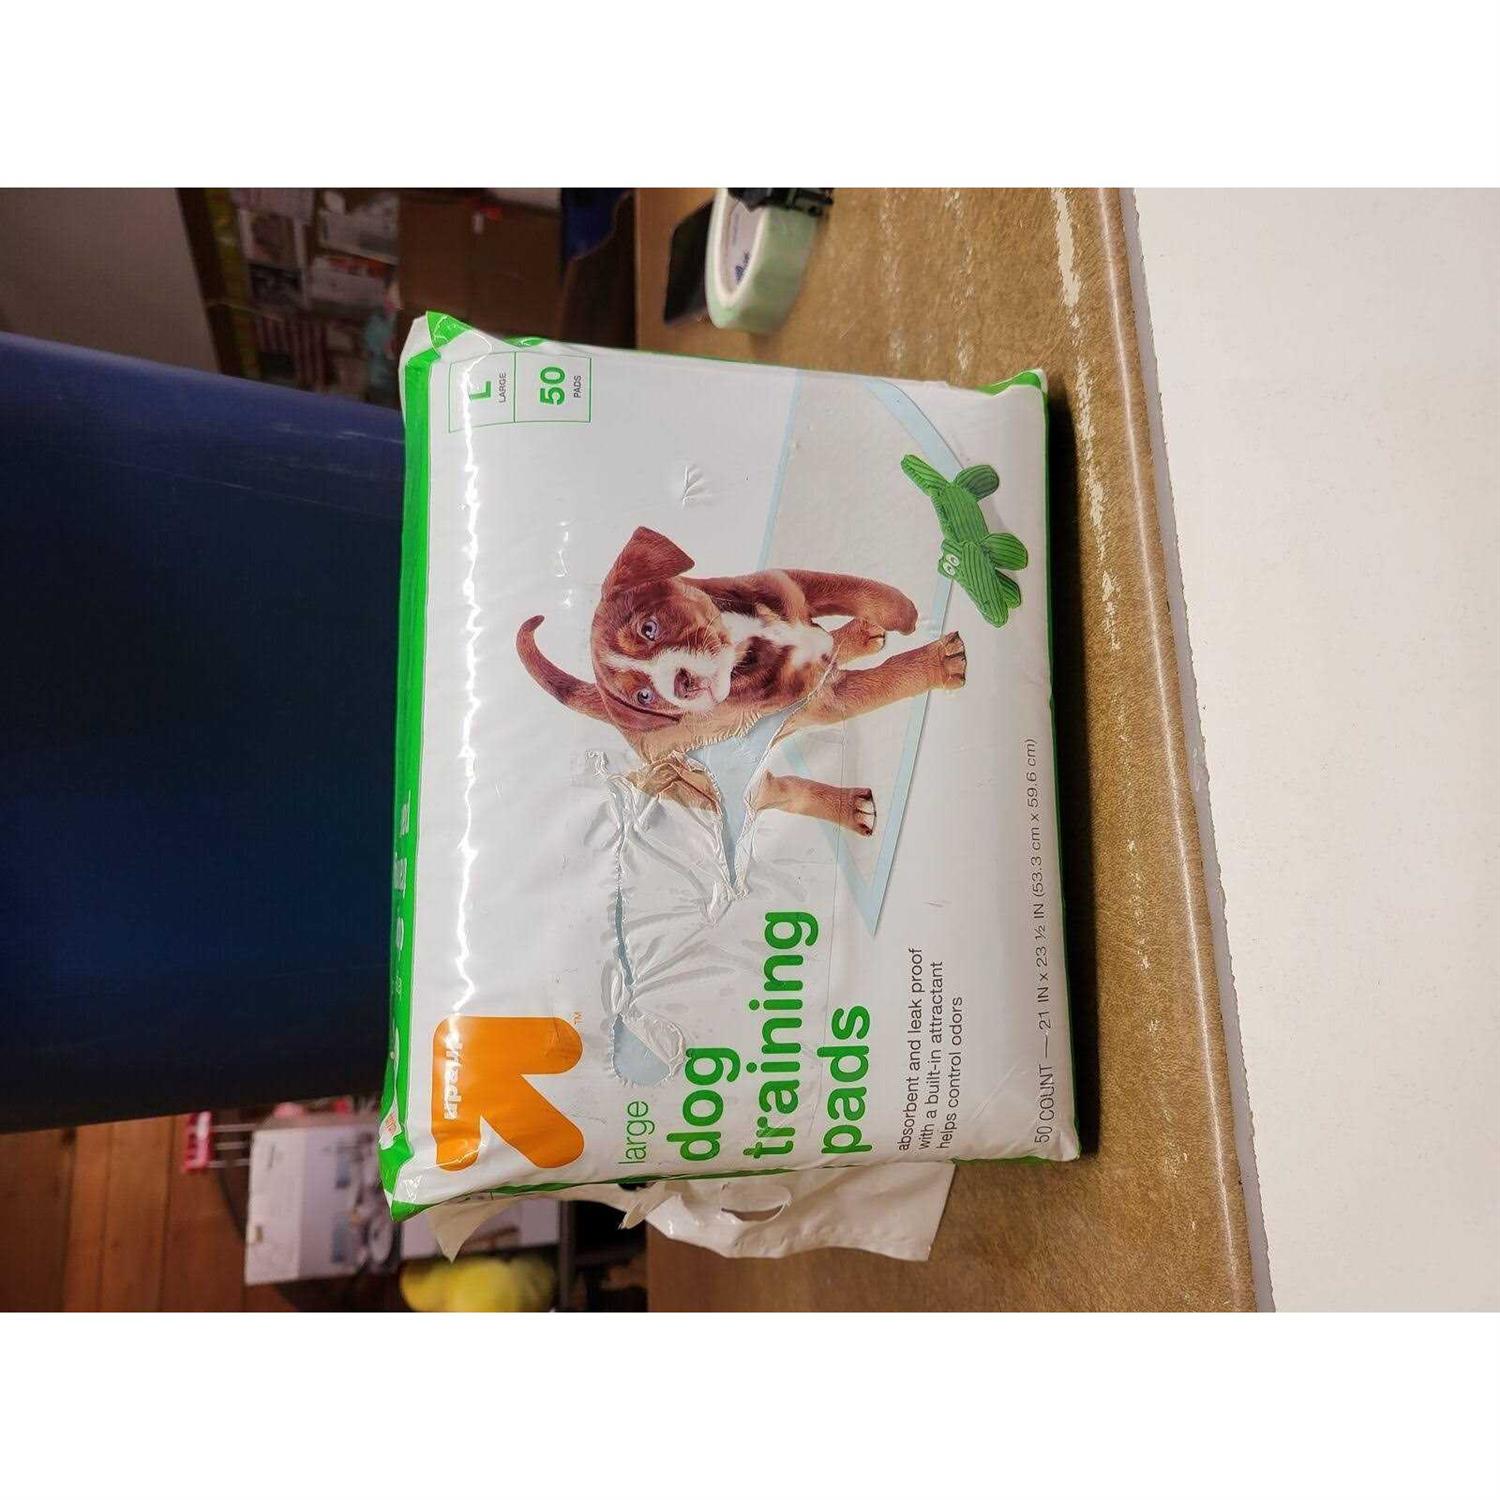 up&up™
L
LARGE
50
PADS
large
dog
training
pads
absorbent and leak proof
with a built-in attractant
helps control odors
50 COUNT — 21 IN x 23 ½ IN (53.3 cm x 59.6 cm)